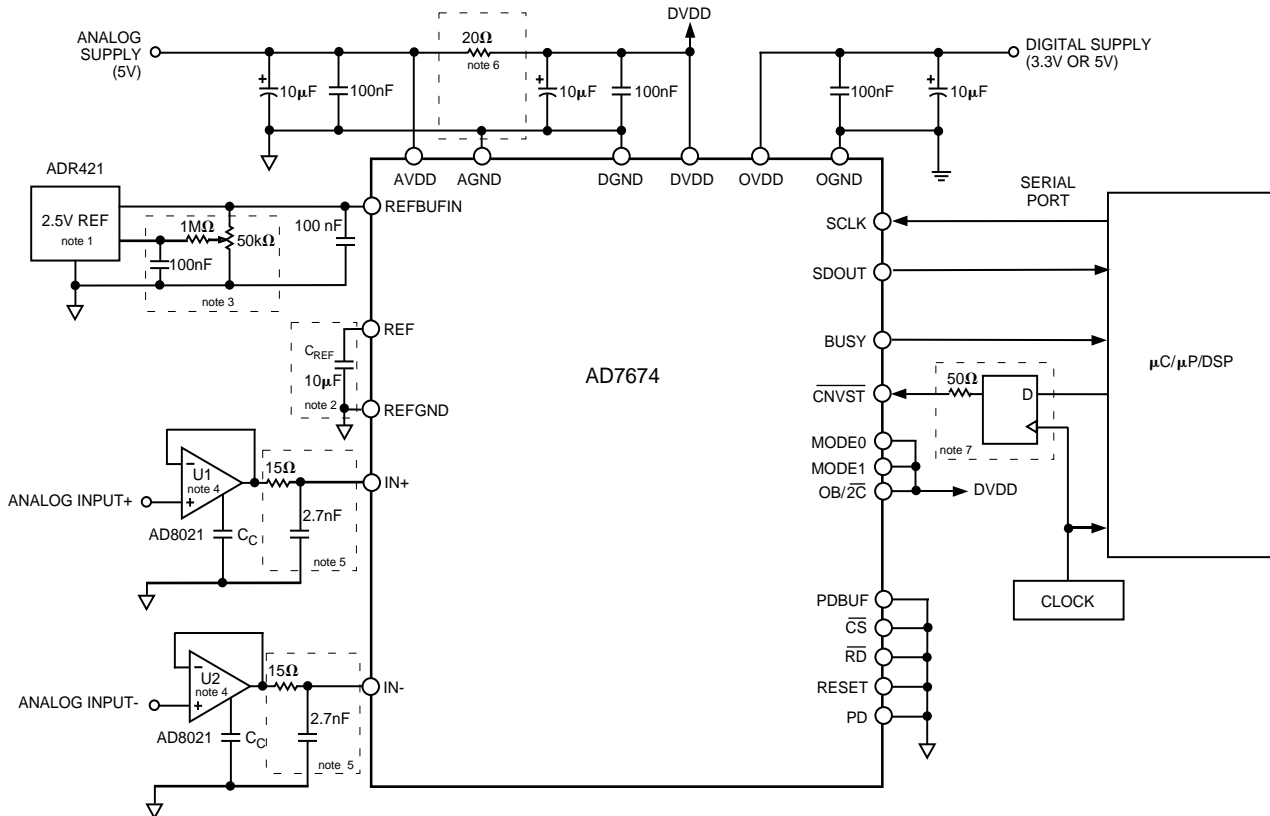 DVDD
ANALOG
SUPPLY
(5V)
20Ω
note 6
DIGITAL SUPPLY
(3.3V OR 5V)
+
10μF
100nF
+
10μF
100nF
100nF
+
10μF
ADR421
AVDD
AGND
DGND
DVDD
OVDD
OGND
SERIAL
PORT
2.5V REF
note 1
REFBUFIN
1MΩ
50kΩ
100 nF
100nF
note 3
SCLK
SDOUT
REF
CREF
10μF
note 2
REFGND
BUSY
AD7674
μC/μP/DSP
50Ω
D
CNVST
note 7
MODE0
MODE1
OB/2C
DVDD
-
U1
note 4
+
15Ω
IN+
ANALOG INPUT+
2.7nF
AD8021
CC
note 5
PDBUF
CS
RD
RESET
PD
CLOCK
-
U2
note 4
+
15Ω
IN-
ANALOG INPUT-
2.7nF
AD8021
CC
note 5